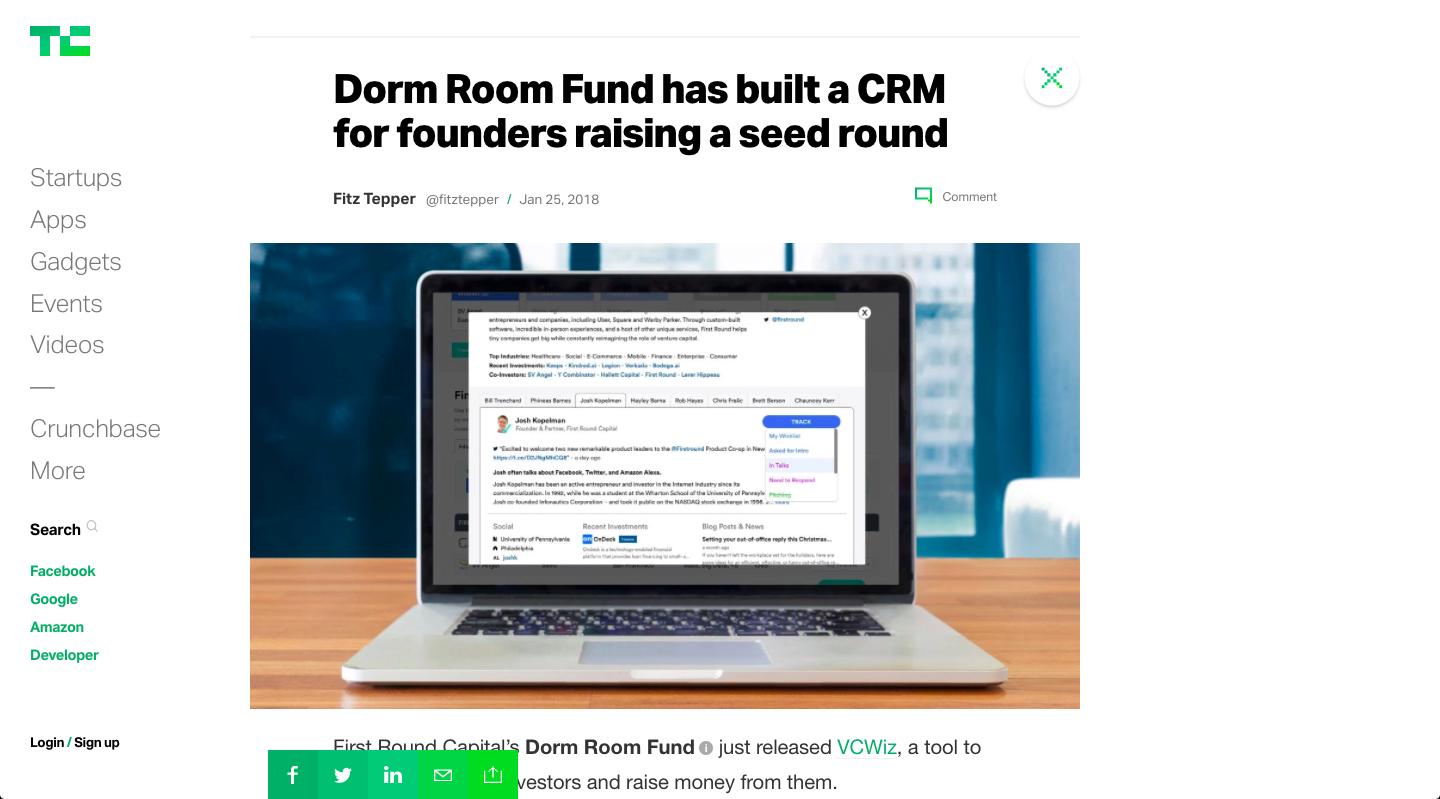 TC
Dorm Room Fund has built a CRM
for founders raising a seed round
Fitz Tepper @fitztepper / Jan 25, 2018
Comment
Startups
Apps
Gadgets
Events
Videos
—
Crunchbase
More
Search
Facebook
Google
Amazon
Developer
Login / Sign up
entrepreneurs and companies, including Uber, Square and Warby Parker. Through custom-built
software, incredible in-person experiences, and a host of other unique services, First Round helps
tiny companies get big while constantly reimagining the role of venture capital.
@firstround
X
Top Industries: Healthcare · Social · E-Commerce · Mobile · Finance · Enterprise · Consumer
Recent Investments: Keeps · Kindred.ai · Legion · Verkada · Bodega.ai
Co-Investors: SV Angel · Y Combinator · Hallett Capital · First Round · Lerer Hippeau
Bill Trenchard Phineas Barnes Josh Kopelman Hayley Barna Rob Hayes Chris Fralic Brett Berson Chauncey Kerr
Josh Kopelman
Founder & Partner, First Round Capital
TRACK
My Wishlist
Asked for Intro
In Talks
Need to Respond
Pitching
"Excited to welcome two new remarkable product leaders to the @Firstround Product Co-op in New
- a day ago
Josh often talks about Facebook, Twitter, and Amazon Alexa.
Josh Kopelman has been an active entrepreneur and investor in the Internet industry since its
commercialization. In 1992, while he was a student at the Wharton School of the University of Pennsylv
Josh co-founded Infonautics Corporation - and took it public on the NASDAQ stock exchange in 1996. J... More
Social Recent Investments Blog Posts & News
University of Pennsylvania
Philadelphia
joshk
OnDeck Finance
Ondeck is a technology-enabled financial
platform that provides loan financing to small-...
Setting your out-of-office reply this Christmas...
a month ago
If you haven't left the workplace yet for the holidays, here are
some ideas for an efficient, effective, or funny out-of-office re...
First Round Capital's Dorm Room Fund i just released VCWiz, a tool to
vestors and raise money from them.